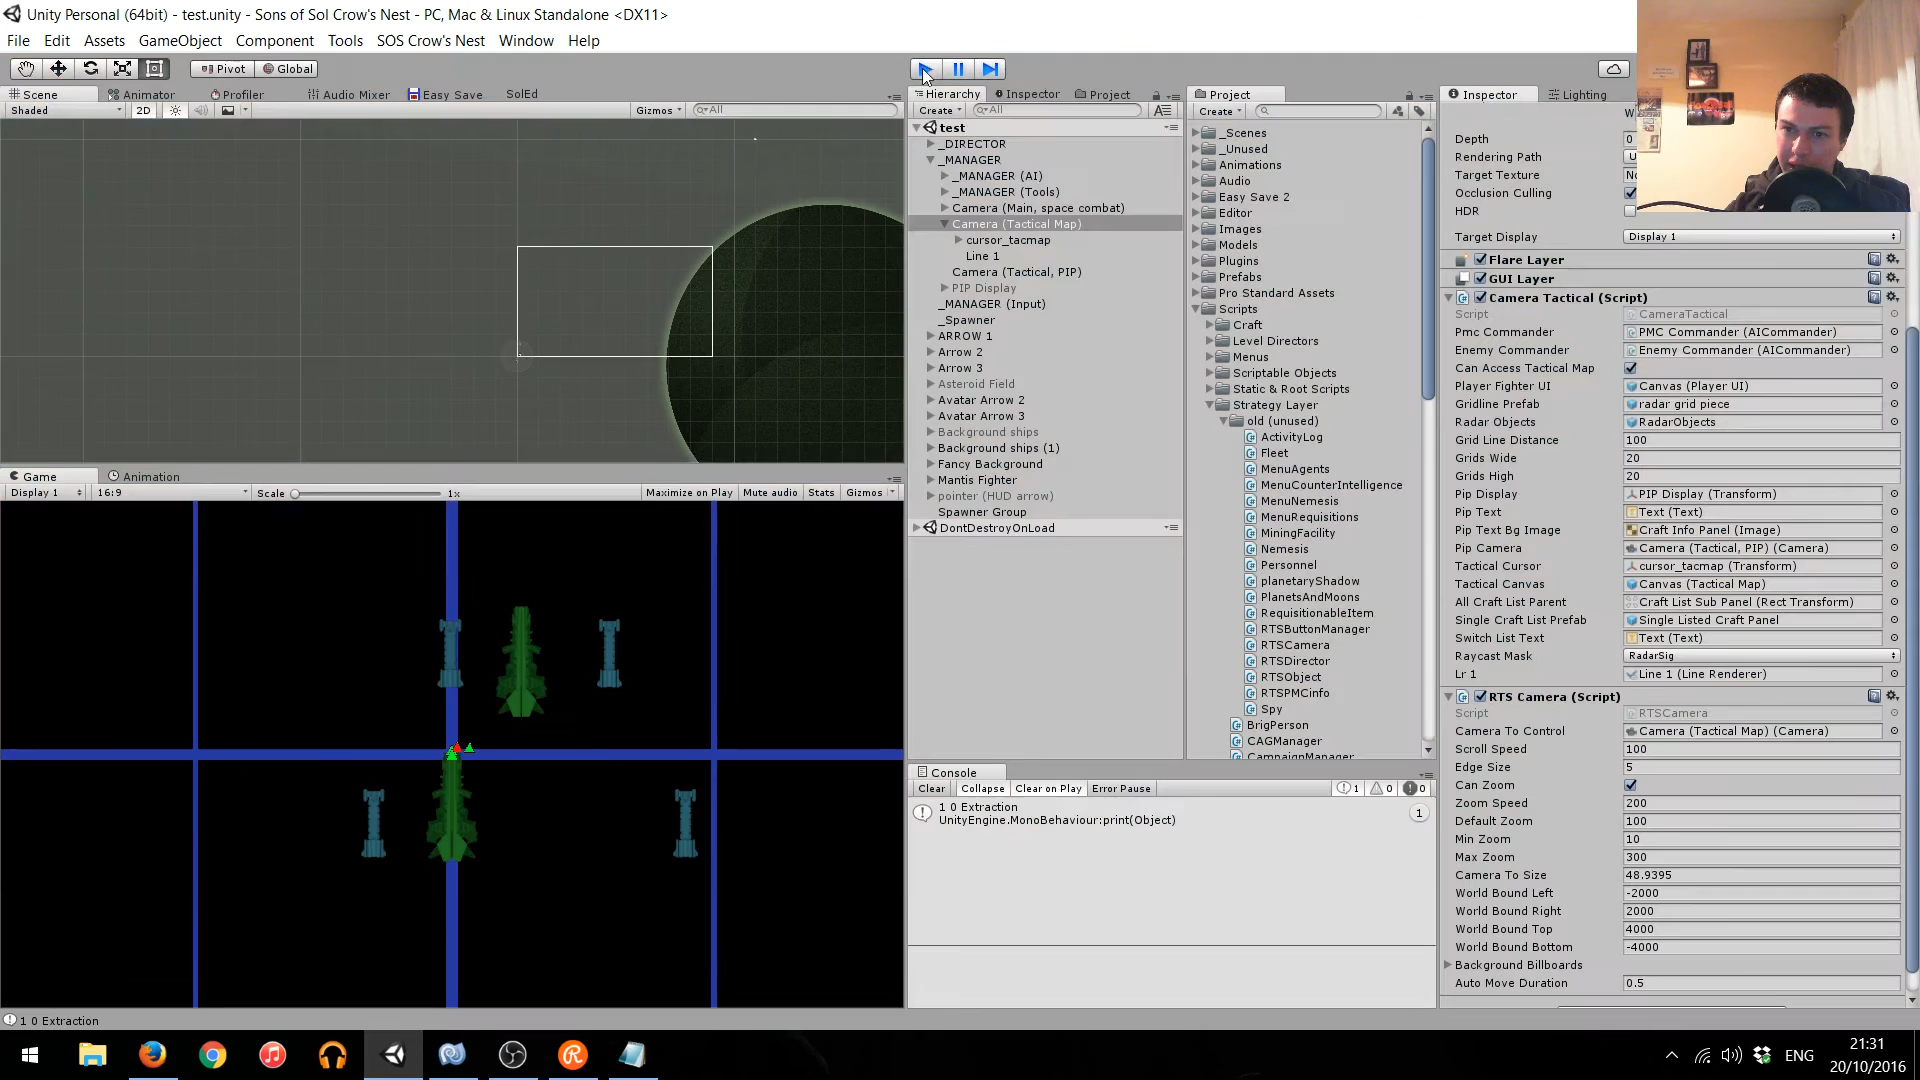 Unity Personal (64bit) - test.unity - Sons of Sol Crow's Nest - PC, Mac & Linux Standalone <DX11>
File Edit Assets GameObject Component Tools SOS Crow's Nest Window Help
Pivot Global
Scene Animator Profiler Audio Mixer Easy Save SolEd
Shaded 2D Gizmos All
Game Animation
Display 1 16:9 Scale 1x Maximize on Play Mute audio Stats Gizmos
Hierarchy Inspector Project
Create All
test
_DIRECTOR
_MANAGER
_MANAGER (AI)
_MANAGER (Tools)
Camera (Main, space combat)
Camera (Tactical Map)
cursor_tacmap
Line 1
Camera (Tactical, PIP)
PIP Display
_MANAGER (Input)
_Spawner
ARROW 1
Arrow 2
Arrow 3
Asteroid Field
Avatar Arrow 2
Avatar Arrow 3
Background ships
Background ships (1)
Fancy Background
Mantis Fighter
pointer (HUD arrow)
Spawner Group
DontDestroyOnLoad
Console
Clear Collapse Clear on Play Error Pause 1 0 0
1 0 Extraction
UnityEngine.MonoBehaviour:print(Object)
1
Project
Create
_Scenes
_Unused
Animations
Audio
Easy Save 2
Editor
Images
Models
Plugins
Prefabs
Pro Standard Assets
Scripts
Craft
Level Directors
Menus
Scriptable Objects
Static & Root Scripts
Strategy Layer
old (unused)
ActivityLog
Fleet
MenuAgents
MenuCounterIntelligence
MenuNemesis
MenuRequisitions
MiningFacility
Nemesis
Personnel
planetaryShadow
PlanetsAndMoons
RequisitionableItem
RTSButtonManager
RTSCamera
RTSDirector
RTSObject
RTSPMCinfo
Spy
BrigPerson
CAGManager
CampaignManager
Inspector Lighting
Depth 0
Rendering Path
Target Texture
Occlusion Culling
HDR
Target Display Display 1
Flare Layer
GUI Layer
Camera Tactical (Script)
Script CameraTactical
Pmc Commander PMC Commander (AICommander)
Enemy Commander Enemy Commander (AICommander)
Can Access Tactical Map
Player Fighter UI Canvas (Player UI)
Gridline Prefab radar grid piece
Radar Objects RadarObjects
Grid Line Distance 100
Grids Wide 20
Grids High 20
Pip Display PIP Display (Transform)
Pip Text Text (Text)
Pip Text Bg Image Craft Info Panel (Image)
Pip Camera Camera (Tactical, PIP) (Camera)
Tactical Cursor cursor_tacmap (Transform)
Tactical Canvas Canvas (Tactical Map)
All Craft List Parent Craft List Sub Panel (Rect Transform)
Single Craft List Prefab Single Listed Craft Panel
Switch List Text Text (Text)
Raycast Mask RadarSig
Lr 1 Line 1 (Line Renderer)
RTS Camera (Script)
Script RTSCamera
Camera To Control Camera (Tactical Map) (Camera)
Scroll Speed 100
Edge Size 5
Can Zoom
Zoom Speed 200
Default Zoom 100
Min Zoom 10
Max Zoom 300
Camera To Size 48.9395
World Bound Left -2000
World Bound Right 2000
World Bound Top 4000
World Bound Bottom -4000
Background Billboards
Auto Move Duration 0.5
1 0 Extraction
ENG
21:31
20/10/2016